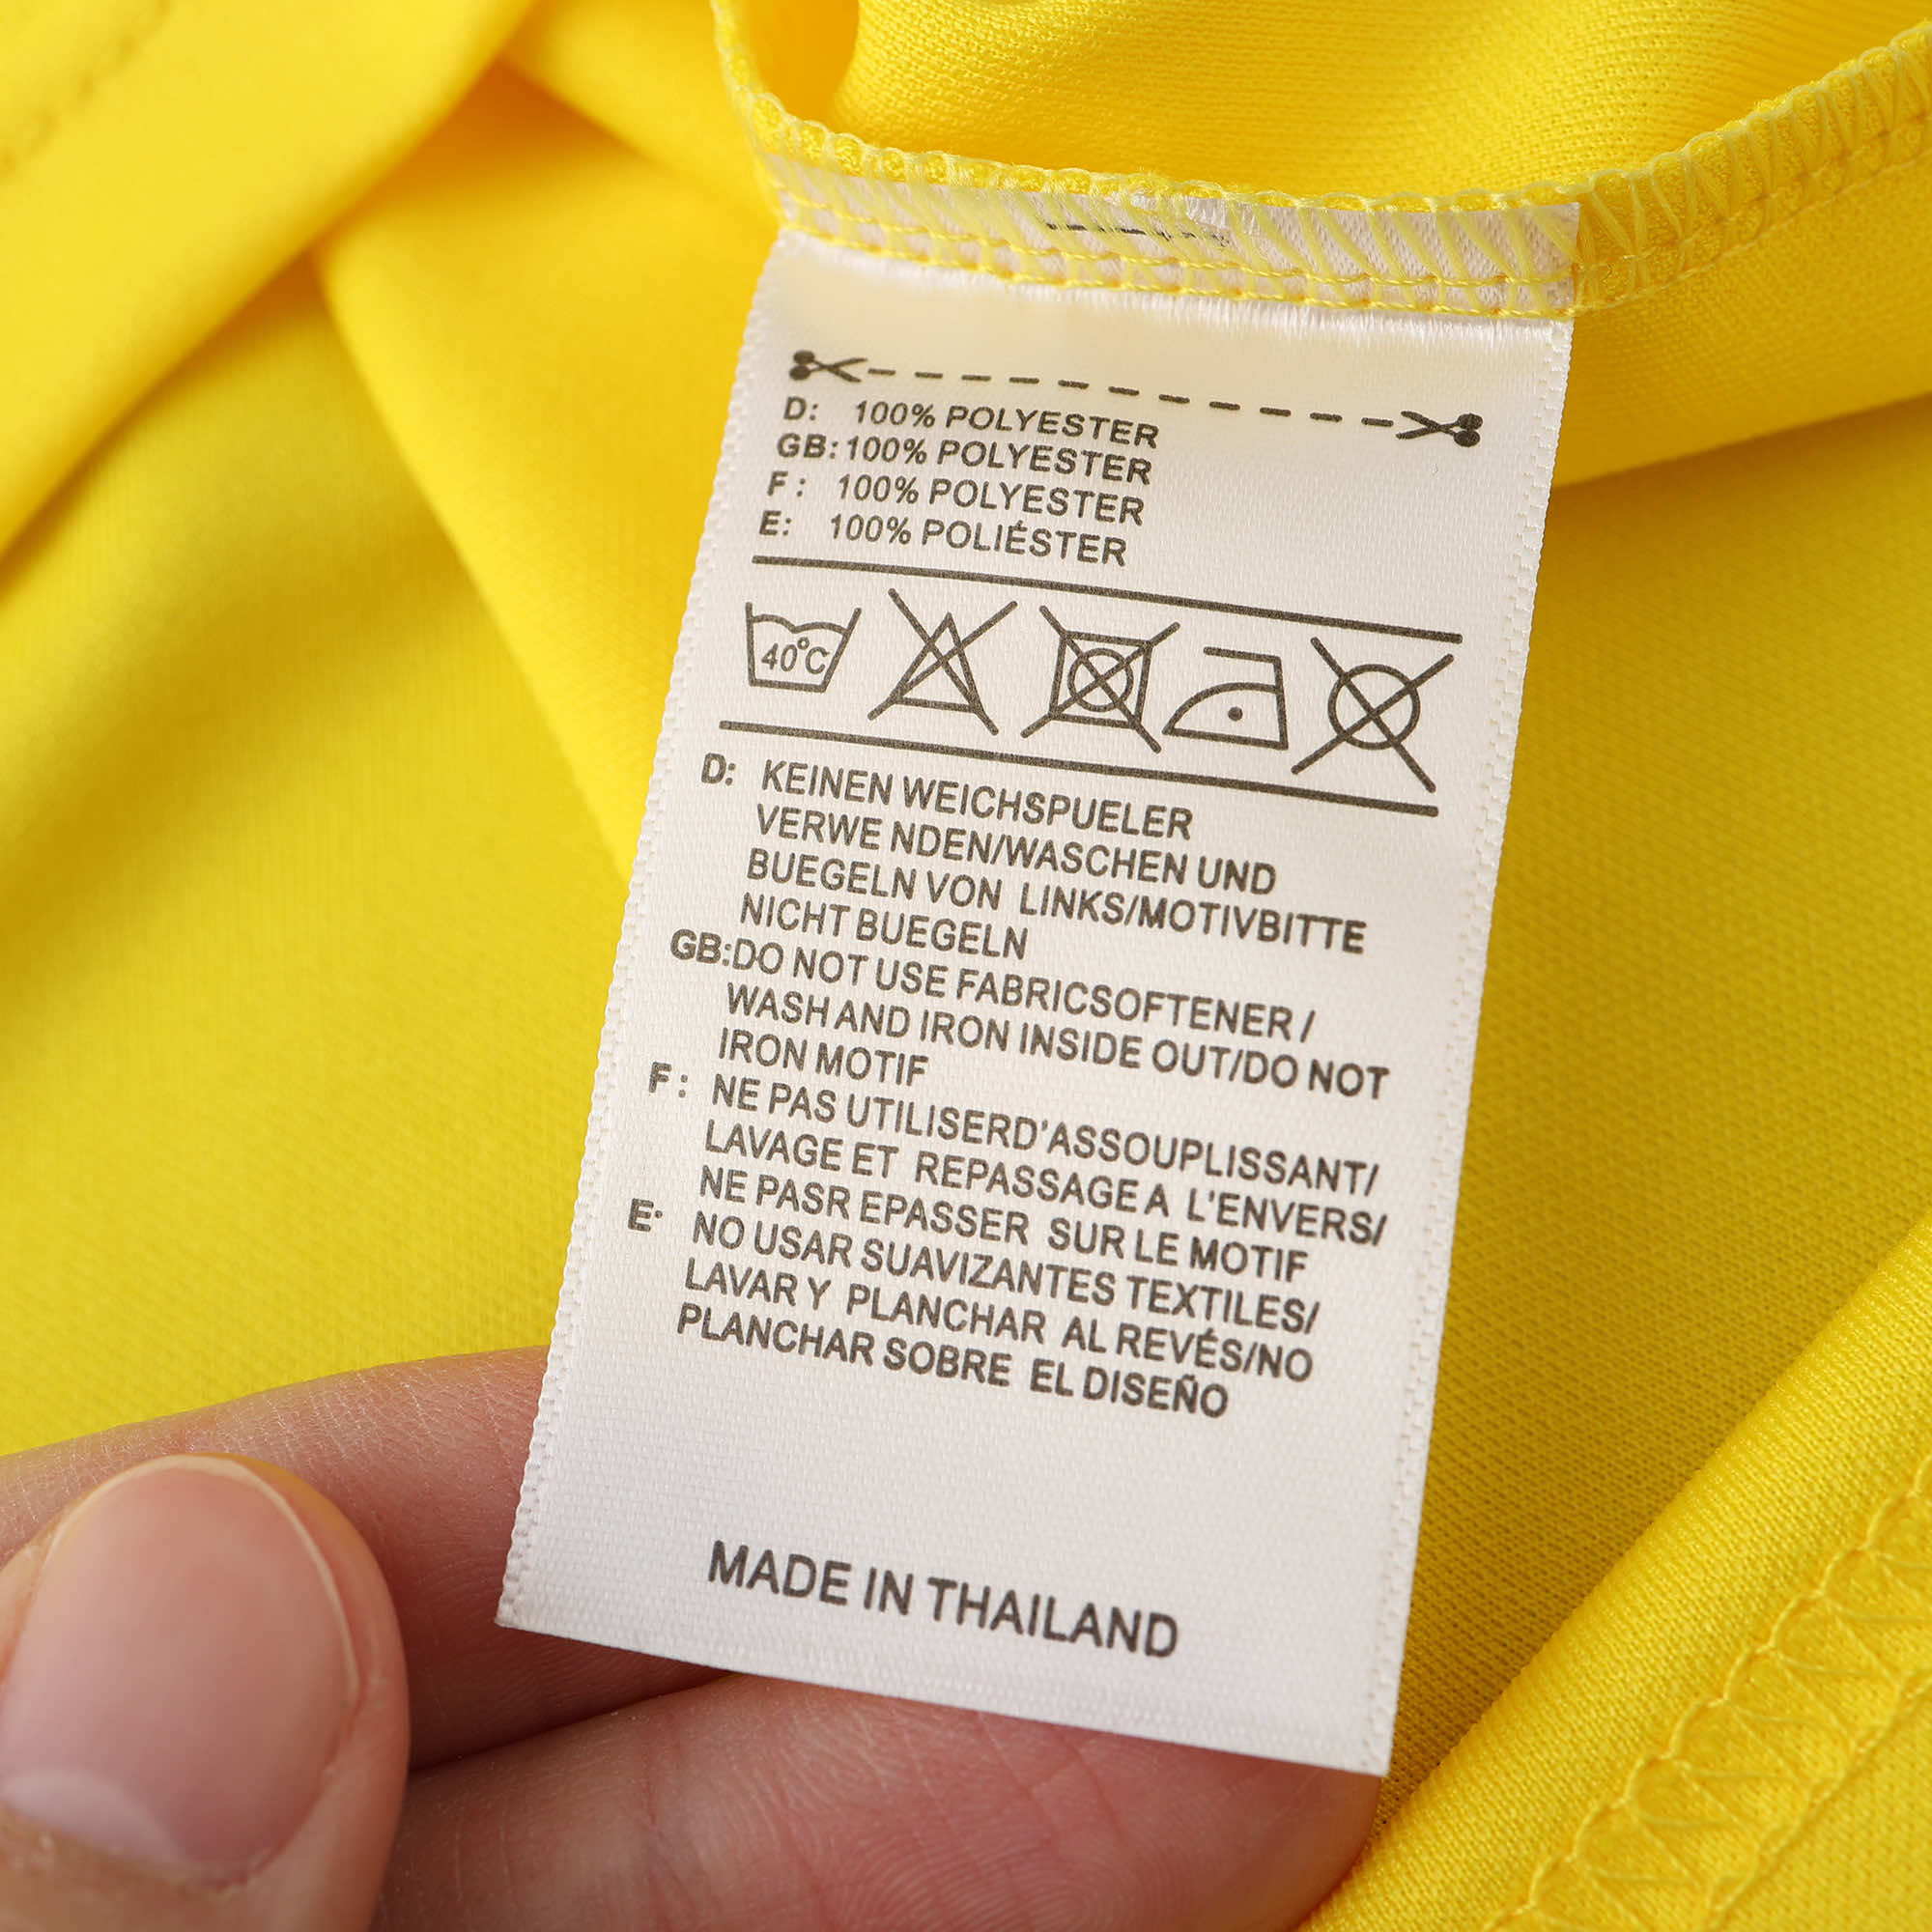 D: 100% POLYESTER
GB: 100% POLYESTER
F: 100% POLYESTER
E: 100% POLIÉSTER
40°C
D: KEINEN WEICHSPUELER
VERWE NDEN/WASCHEN UND
BUEGELN VON LINKS/MOTIVBITTE
NICHT BUEGELN
GB:DO NOT USE FABRICSOFTENER /
WASH AND IRON INSIDE OUT/DO NOT
IRON MOTIF
F: NE PAS UTILISERD'ASSOUPLISSANT/
LAVAGE ET REPASSAGE A L'ENVERS/
NE PASR EPASSER SUR LE MOTIF
E: NO USAR SUAVIZANTES TEXTILES/
LAVAR Y PLANCHAR AL REVÉS/NO
PLANCHAR SOBRE EL DISEÑO
MADE IN THAILAND